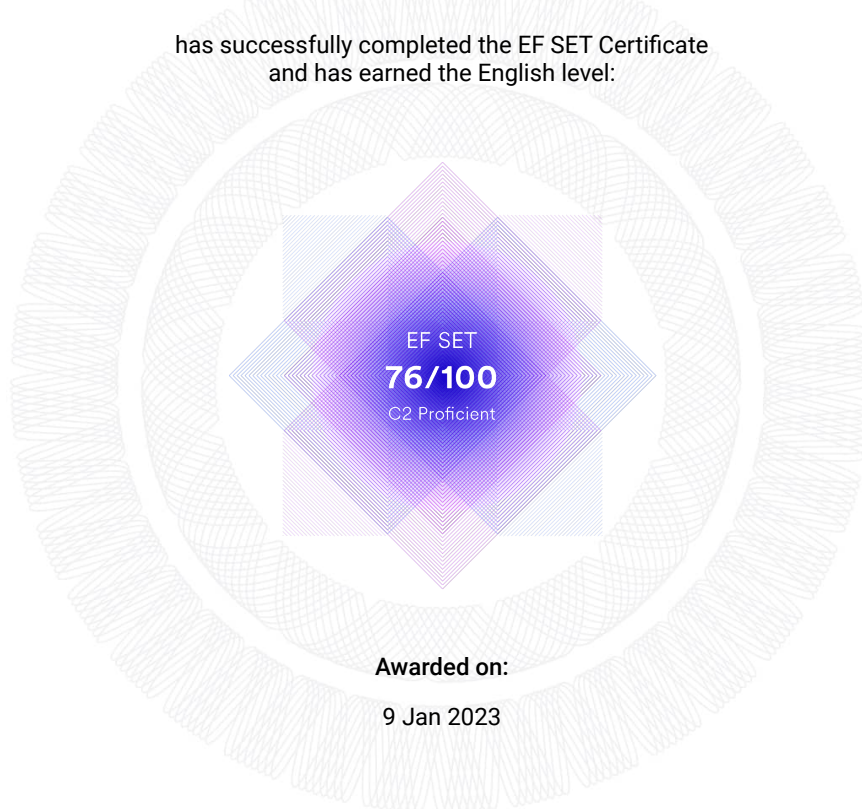 has successfully completed the EF SET Certificate
and has earned the English level:
EF SET
76/100
C2 Proficient
Awarded on:
9 Jan 2023